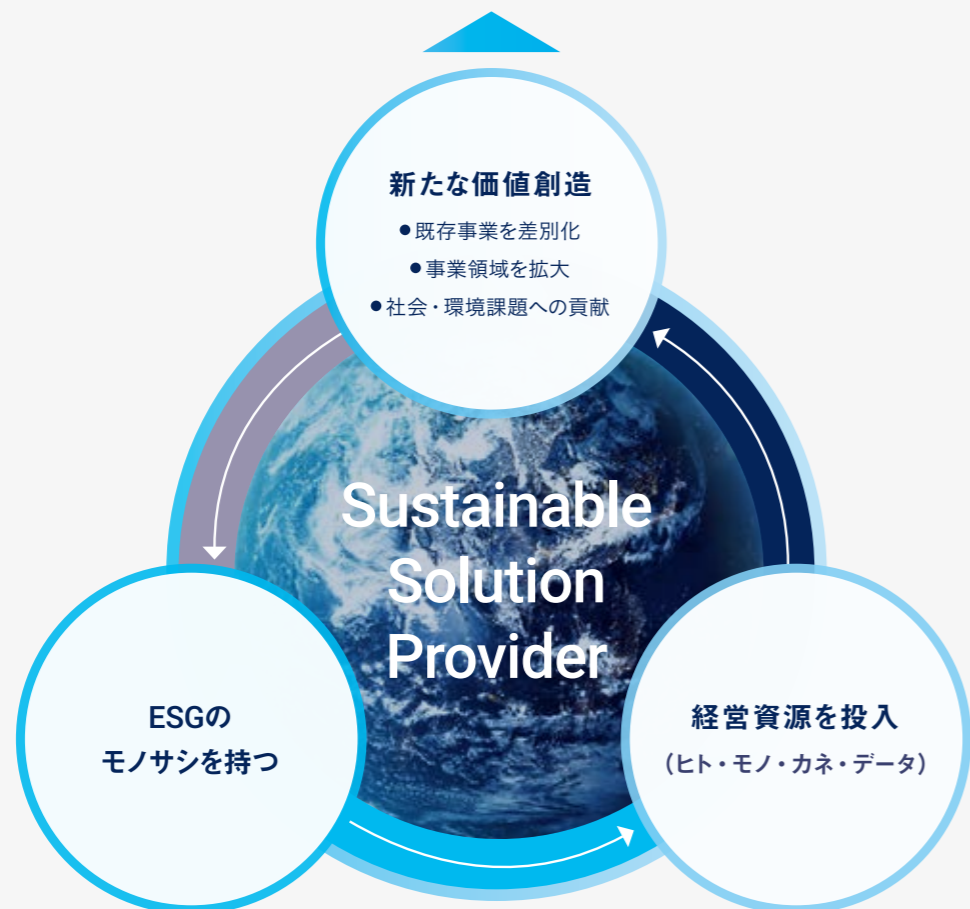 新たな価値創造
●既存事業を差別化
●事業領域を拡大
●社会・環境課題への貢献
Sustainable
Solution
Provider
ESGの
モノサシを持つ
経営資源を投入
(ヒト・モノ・カネ・データ)